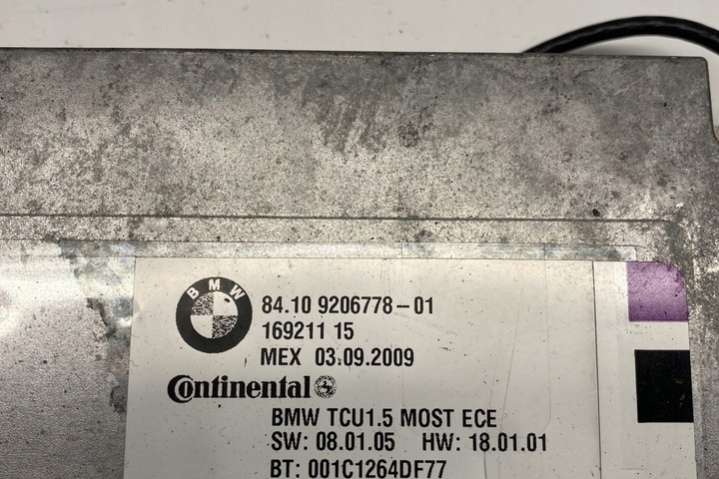 BMW
84.10 9206778-01
169211 15
MEX 03.09.2009
Continental
BMW TCU1.5 MOST ECE
SW: 08.01.05 HW: 18.01.01
BT: 001C1264DF77